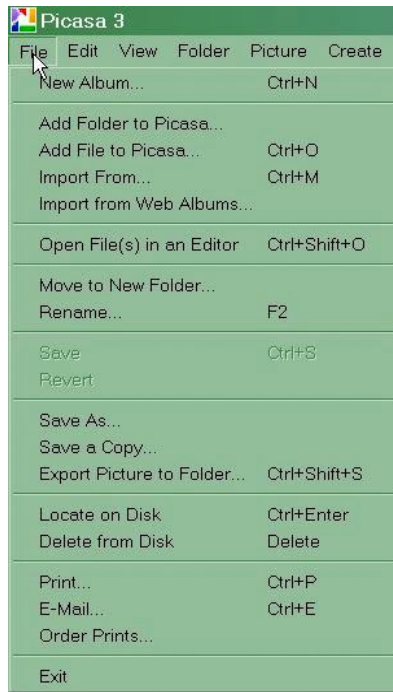 Picasa 3
File Edit View Folder Picture Create
New Album... Ctrl+N
Add Folder to Picasa...
Add File to Picasa... Ctrl+O
Import From... Ctrl+M
Import from Web Albums...
Open File(s) in an Editor Ctrl+Shift+O
Move to New Folder...
Rename... F2
Save Ctrl+S
Revert
Save As...
Save a Copy...
Export Picture to Folder... Ctrl+Shift+S
Locate on Disk Ctrl+Enter
Delete from Disk Delete
Print... Ctrl+P
E-Mail... Ctrl+E
Order Prints...
Exit